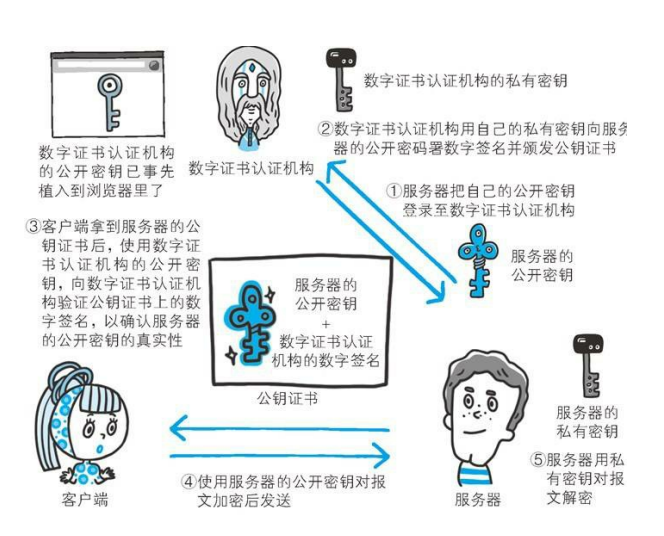 数字证书认证机构的私有密钥
②数字证书认证机构用自己的私有密钥向服务
器的公开密码署数字签名并颁发公钥证书
数字证书认证机构
的公开密钥已事先
植入到浏览器里了
数字证书认证机构
①服务器把自己的公开密钥
登录至数字证书认证机构
服务器的
公开密钥
③客户端拿到服务器的公
钥证书后，使用数字证
书认证机构的公开密
钥，向数字证书认证机
构验证公钥证书上的数
字签名，以确认服务器
的公开密钥的真实性
服务器的
公开密钥
+
数字证书认证
机构的数字签名
公钥证书
服务器的
私有密钥
④使用服务器的公开密钥对报
文加密后发送
⑤服务器用私
有密钥对报
文解密
客户端
服务器